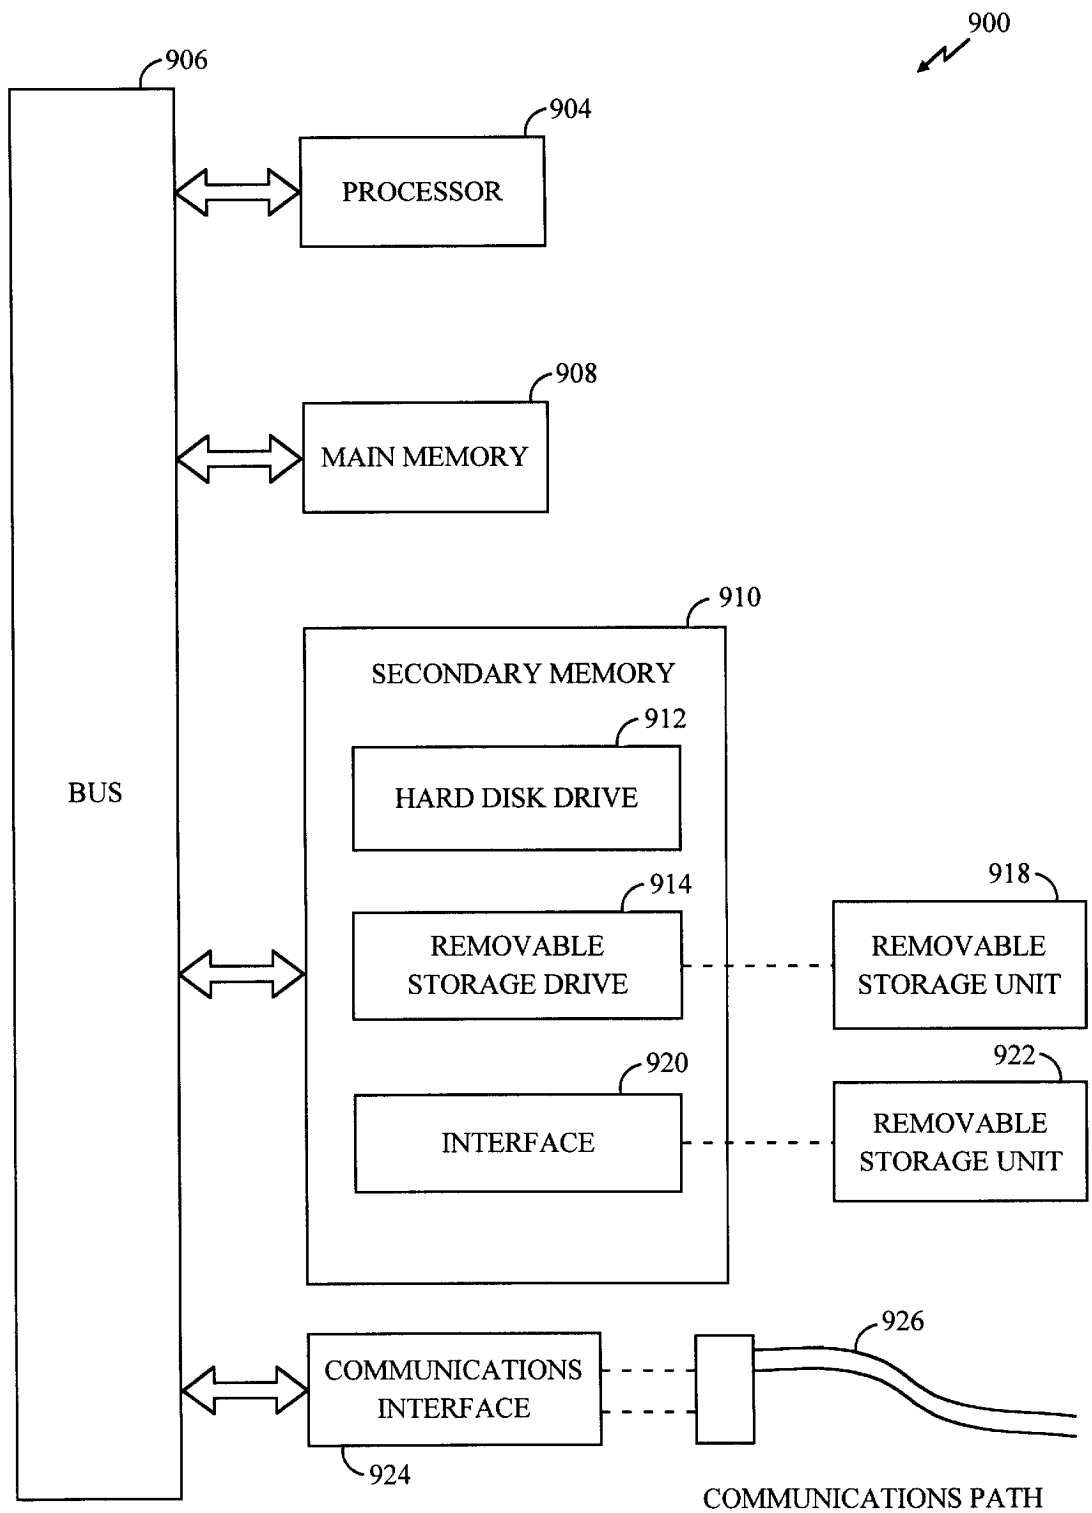 900
906
904
PROCESSOR
908
MAIN MEMORY
910
SECONDARY MEMORY
912
HARD DISK DRIVE
BUS
914
REMOVABLE
STORAGE DRIVE
918
REMOVABLE
STORAGE UNIT
920
INTERFACE
922
REMOVABLE
STORAGE UNIT
COMMUNICATIONS
INTERFACE
924
926
COMMUNICATIONS PATH